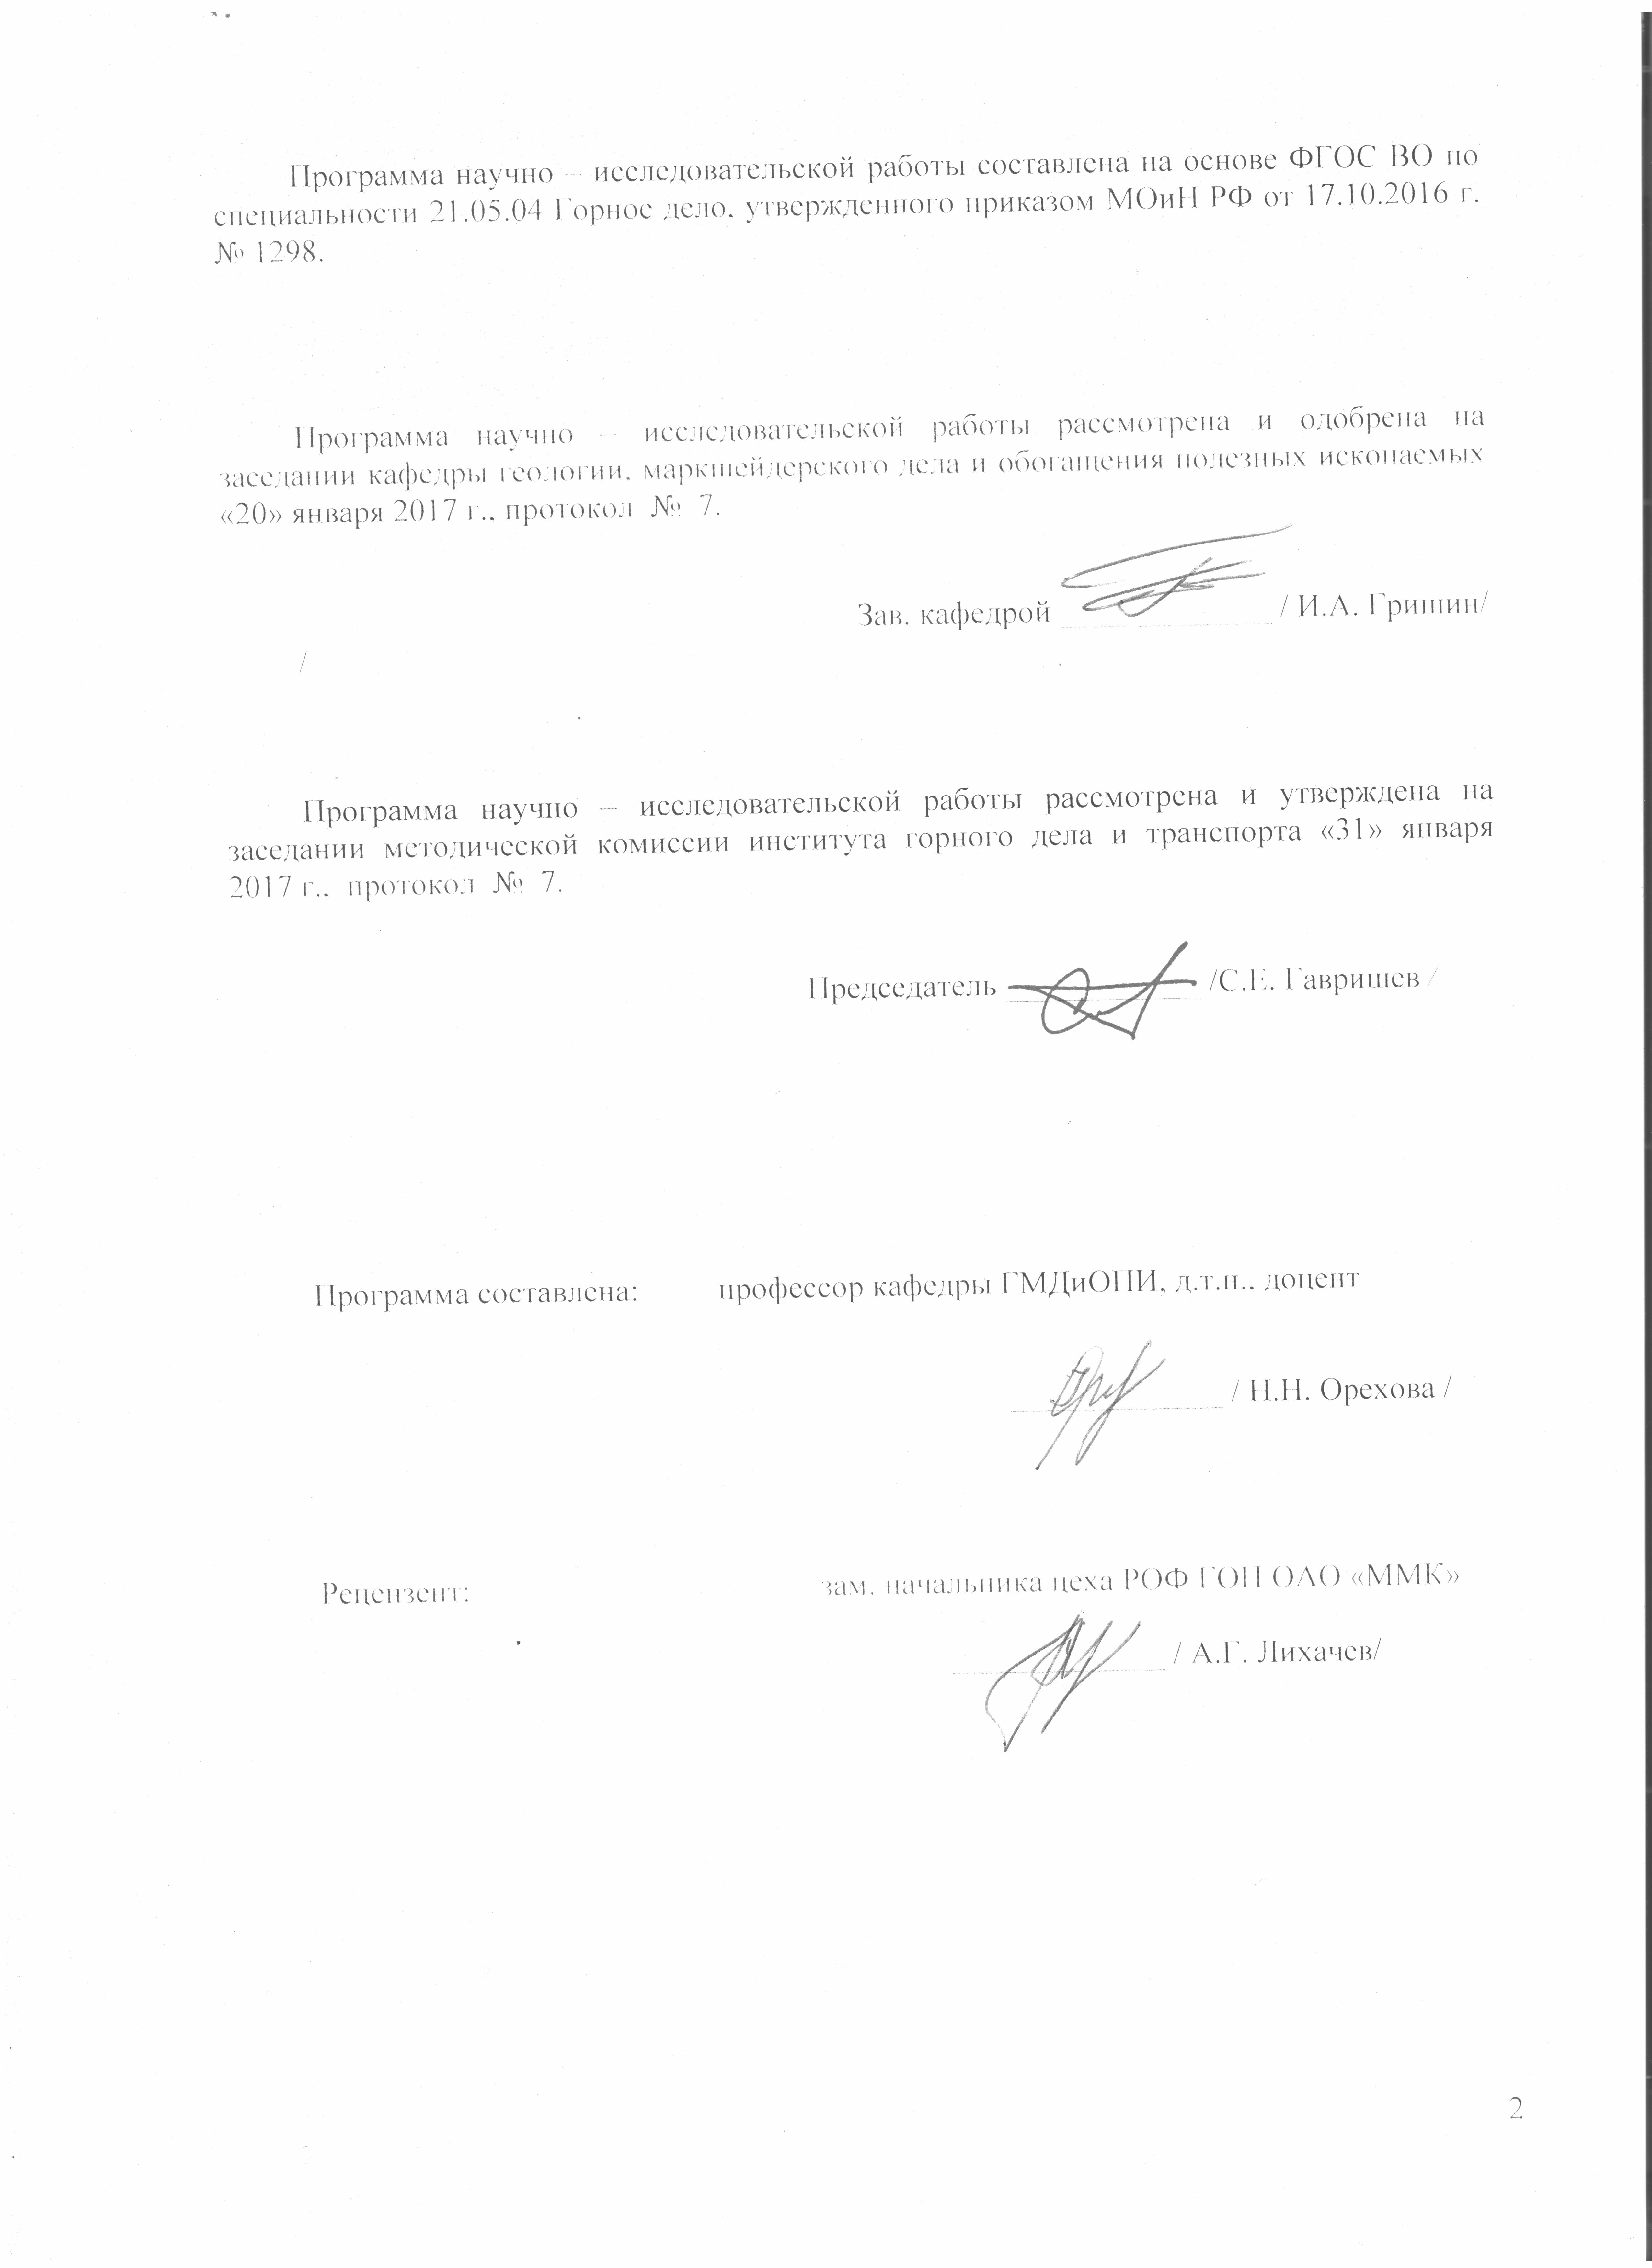 Программа научно – исследовательской работы составлена на основе ФГОС ВО по
специальности 21.05.04 Горное дело, утвержденного приказом МОиН РФ от 17.10.2016 г.
№ 1298.
Программа научно – исследовательской работы рассмотрена и одобрена на
заседании кафедры геологии, маркшейдерского дела и обогащения полезных ископаемых
«20» января 2017 г., протокол № 7.
Зав. кафедрой / И.А. Гришин/
/
Программа научно – исследовательской работы рассмотрена и утверждена на
заседании методической комиссии института горного дела и транспорта «31» января
2017 г., протокол № 7.
Председатель /С.Е. Гавришев /
Программа составлена: профессор кафедры ГМДиОПИ, д.т.н., доцент
/ Н.Н. Орехова /
Рецензент: зам. начальника цеха РОФ ГОП ОАО «ММК»
/ А.Г. Лихачев/
2